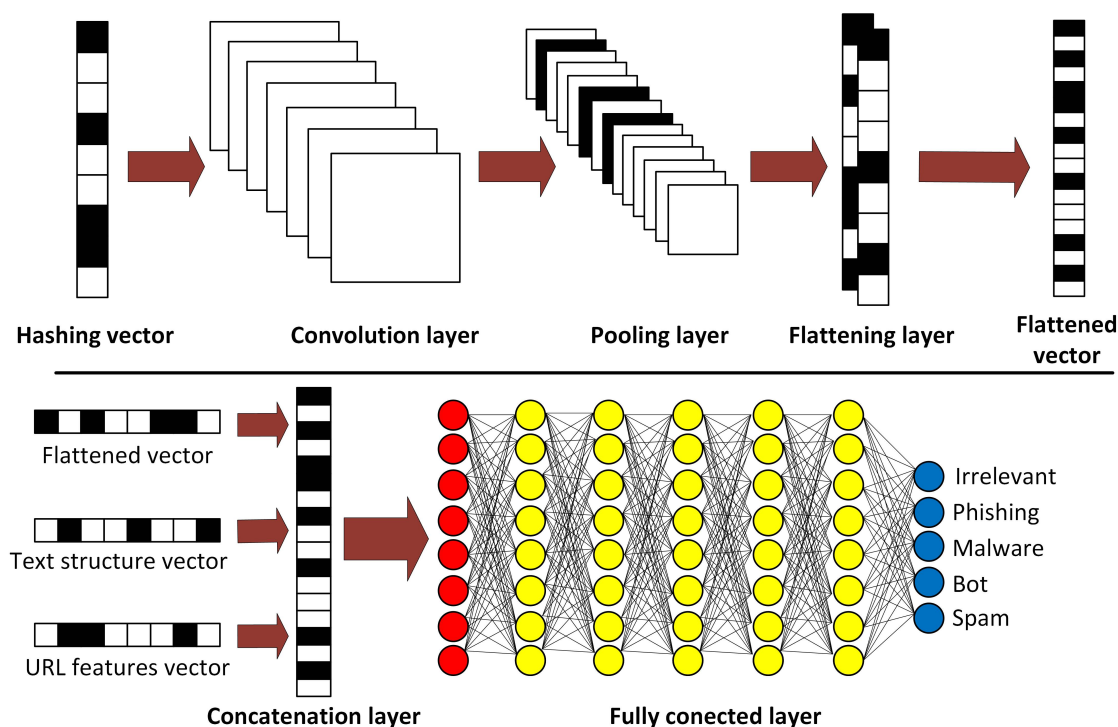 Hashing vector
Convolution layer
Pooling layer
Flattening layer
Flattened
vector
Flattened vector
Text structure vector
URL features vector
Concatenation layer
Fully conected layer
Irrelevant
Phishing
Malware
Bot
Spam